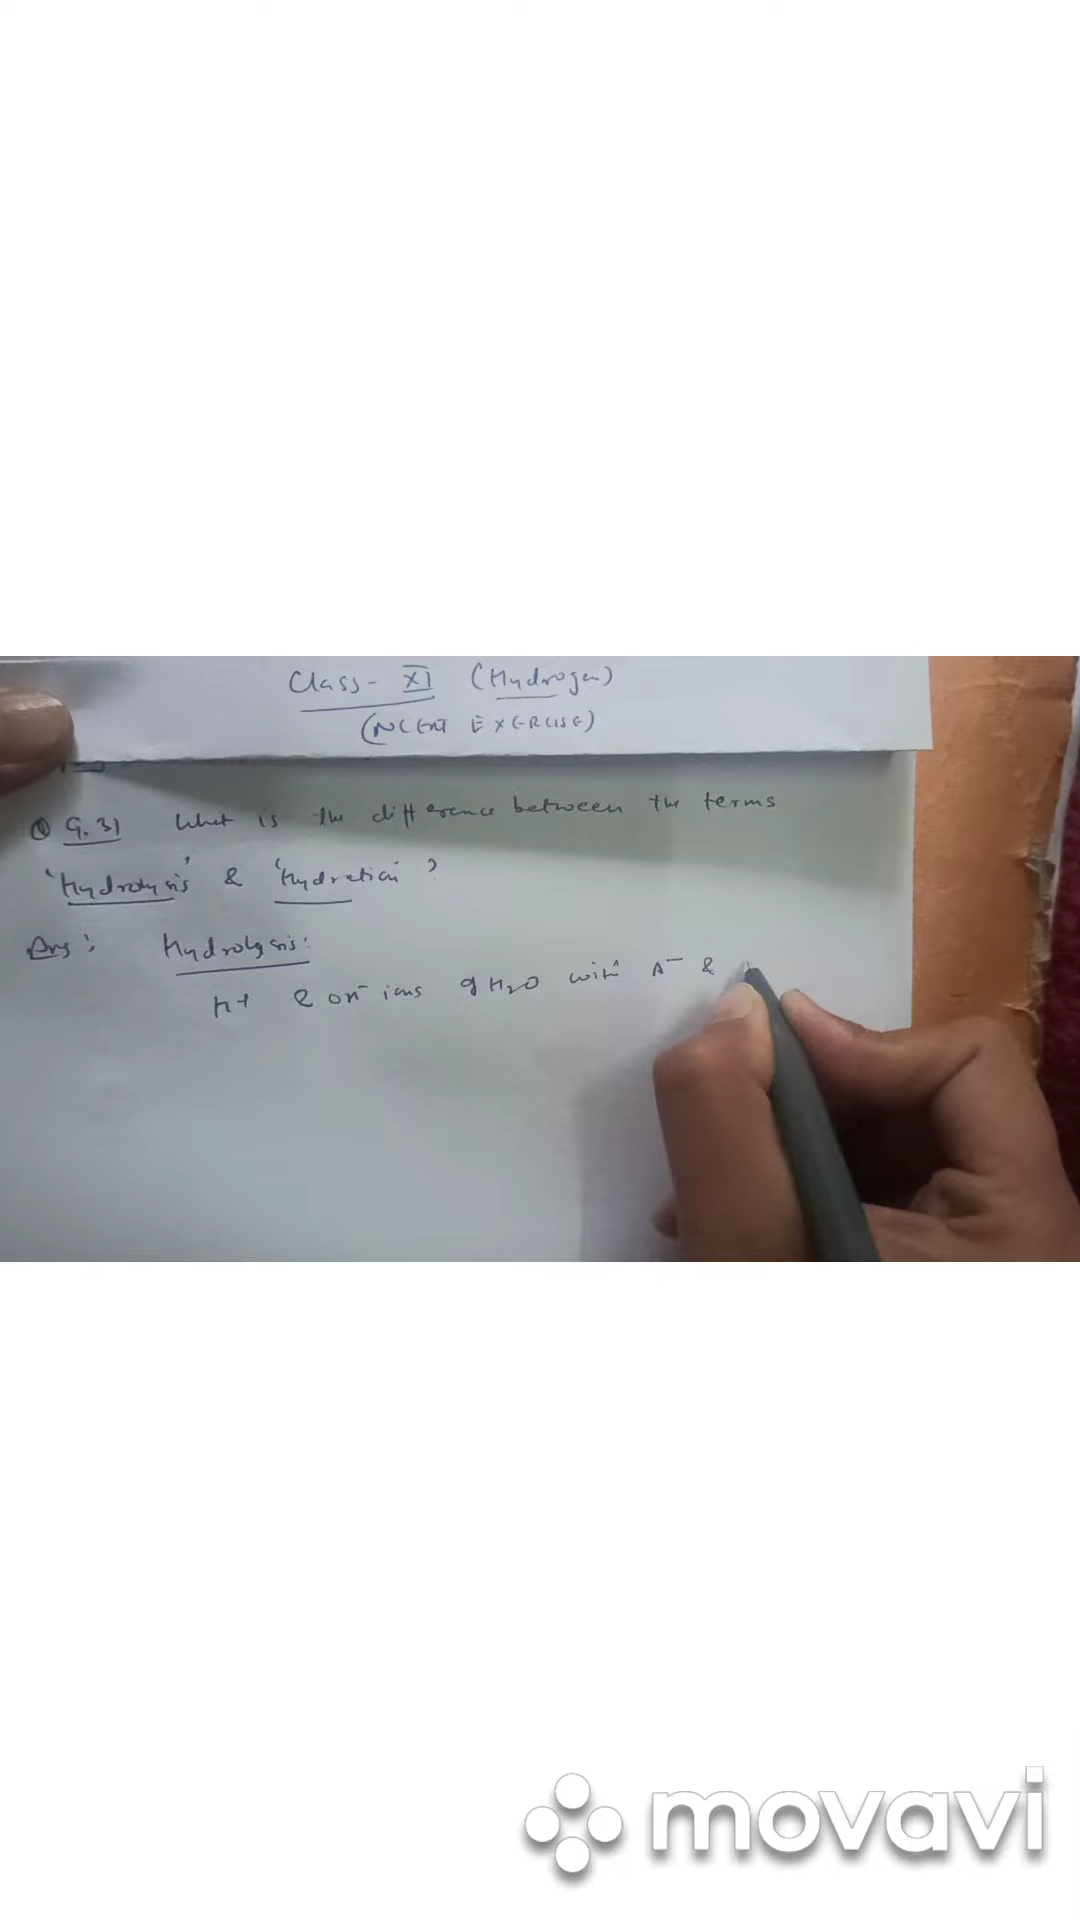 Class- XI (Hydrogen)
(NCERT EXERCISE)
Q 9.31 What is the difference between the terms
'Hydrolysis' & 'Hydration'?
Ans: Hydrolysis:
H+ & OH- ions of H2O with A- &
movavi